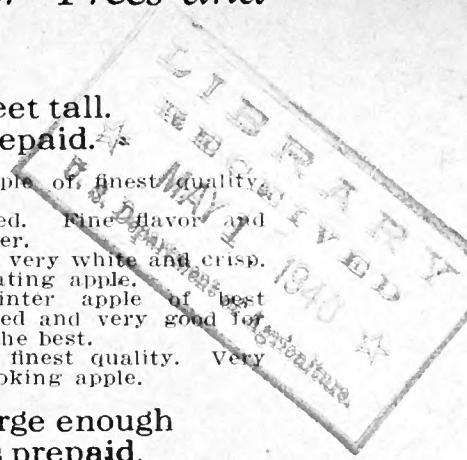 Trees and
eet tall.
epaid.
ple of finest quality
ed. Fine flavor and
er.
very white and crisp.
ating apple.
inter apple of best
ed and very good for
he best.
finest quality. Very
oking apple.
rge enough
s prepaid.
LIBRARY
RECEIVED
☆ MAY 1 1940 ☆
U. S. Department of Agriculture.